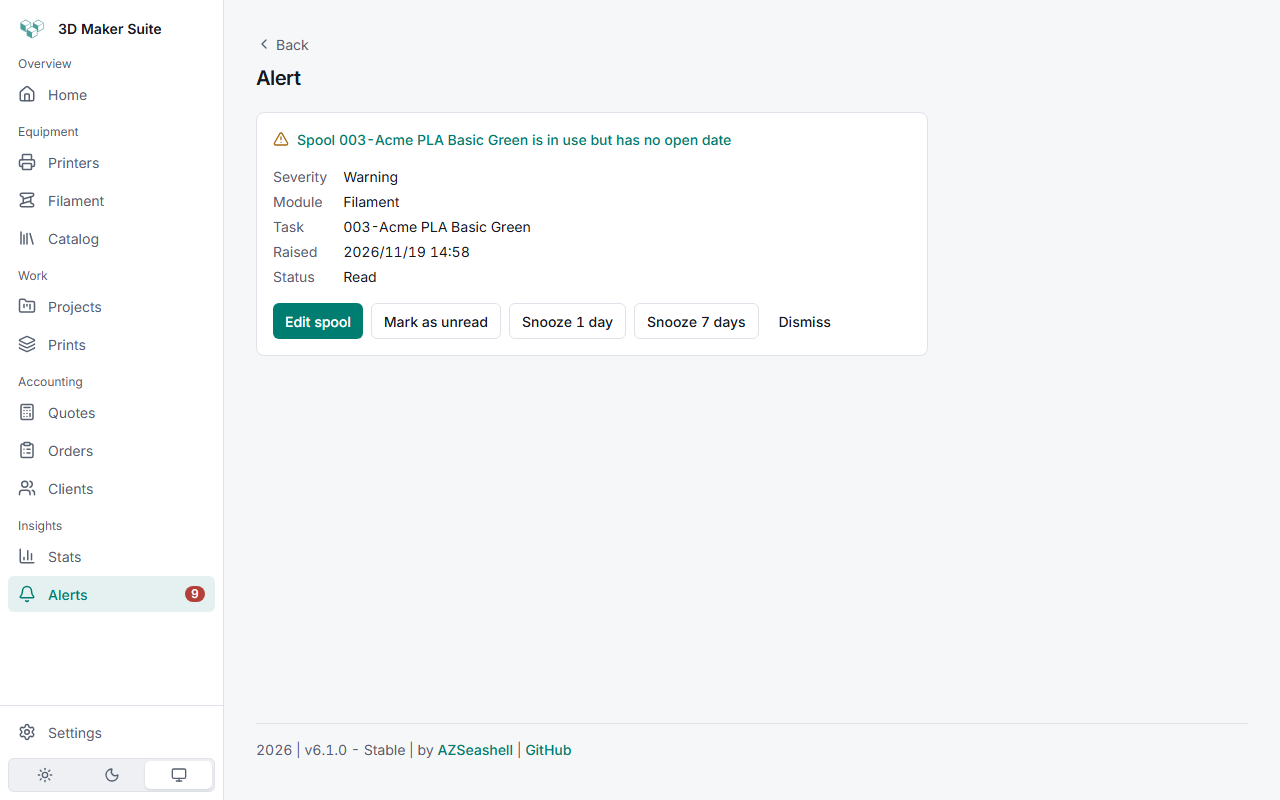 3D Maker Suite
Overview
Home
Equipment
Printers
Filament
Catalog
Work
Projects
Prints
Accounting
Quotes
Orders
Clients
Insights
Stats
Alerts 9
Settings
Back
Alert
Spool 003-Acme PLA Basic Green is in use but has no open date
Severity Warning
Module Filament
Task 003-Acme PLA Basic Green
Raised 2026/11/19 14:58
Status Read
Edit spool Mark as unread Snooze 1 day Snooze 7 days Dismiss
2026 | v6.1.0 - Stable | by AZSeashell | GitHub